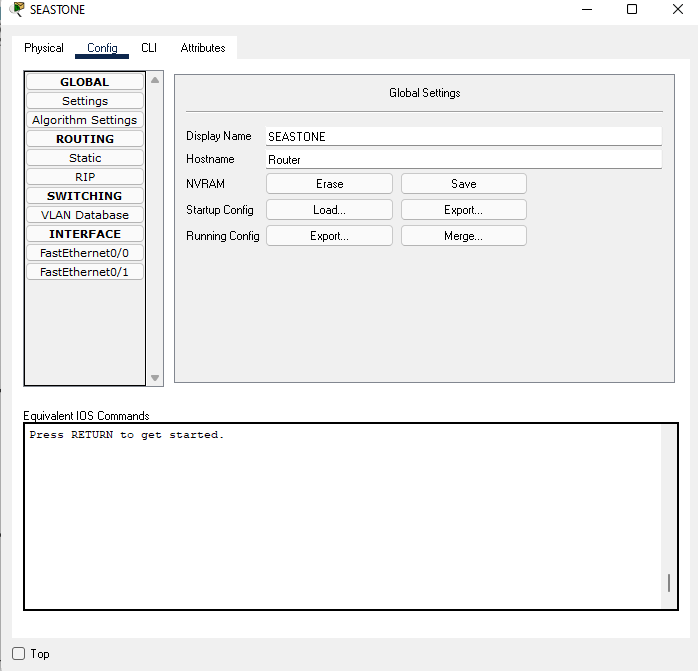 SEASTONE
Physical Config CLI Attributes
GLOBAL
Settings
Algorithm Settings
ROUTING
Static
RIP
SWITCHING
VLAN Database
INTERFACE
FastEthernet0/0
FastEthernet0/1
Global Settings
Display Name SEASTONE
Hostname Router
NVRAM Erase Save
Startup Config Load... Export...
Running Config Export... Merge...
Equivalent IOS Commands
Press RETURN to get started.
Top